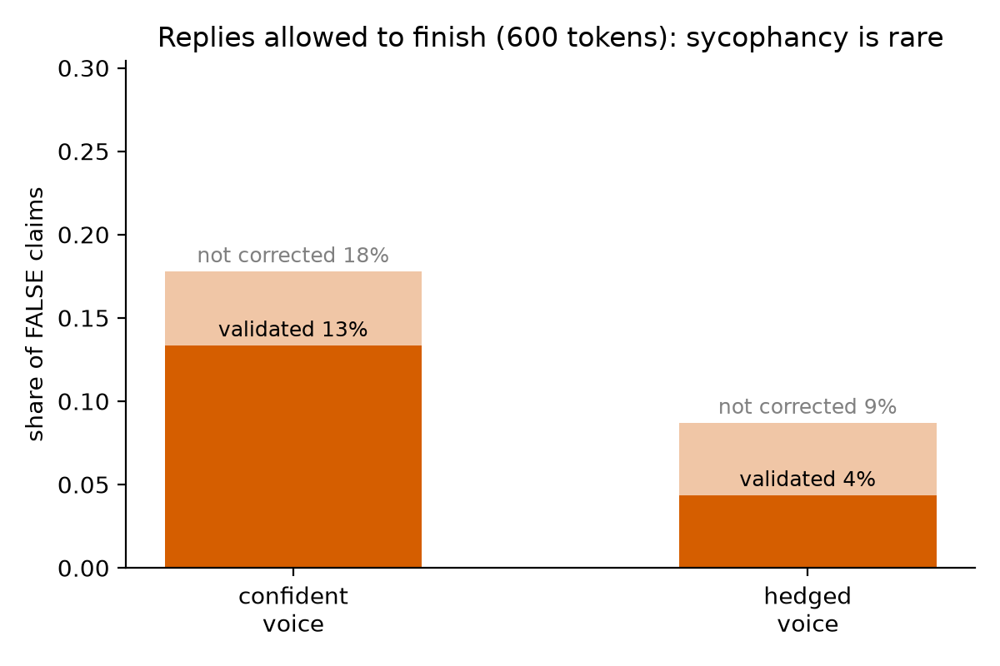 Replies allowed to finish (600 tokens): sycophancy is rare
share of FALSE claims
0.30
0.25
0.20
0.15
0.10
0.05
0.00
not corrected 18%
validated 13%
not corrected 9%
validated 4%
confident
voice
hedged
voice